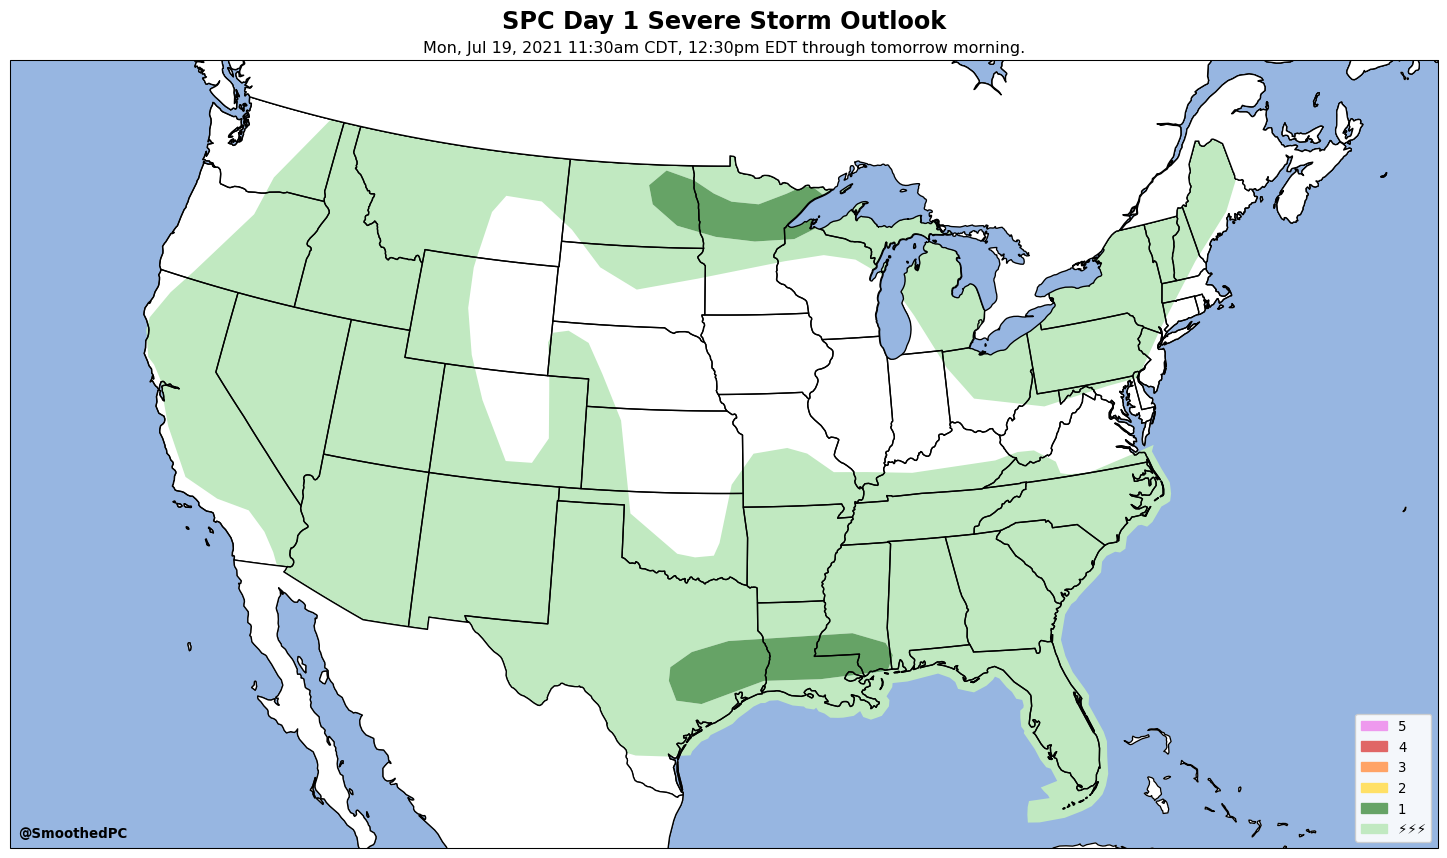 SPC Day 1 Severe Storm Outlook
Mon, Jul 19, 2021 11:30am CDT, 12:30pm EDT through tomorrow morning.
5
4
3
2
1
⚡⚡⚡
@SmoothedPC